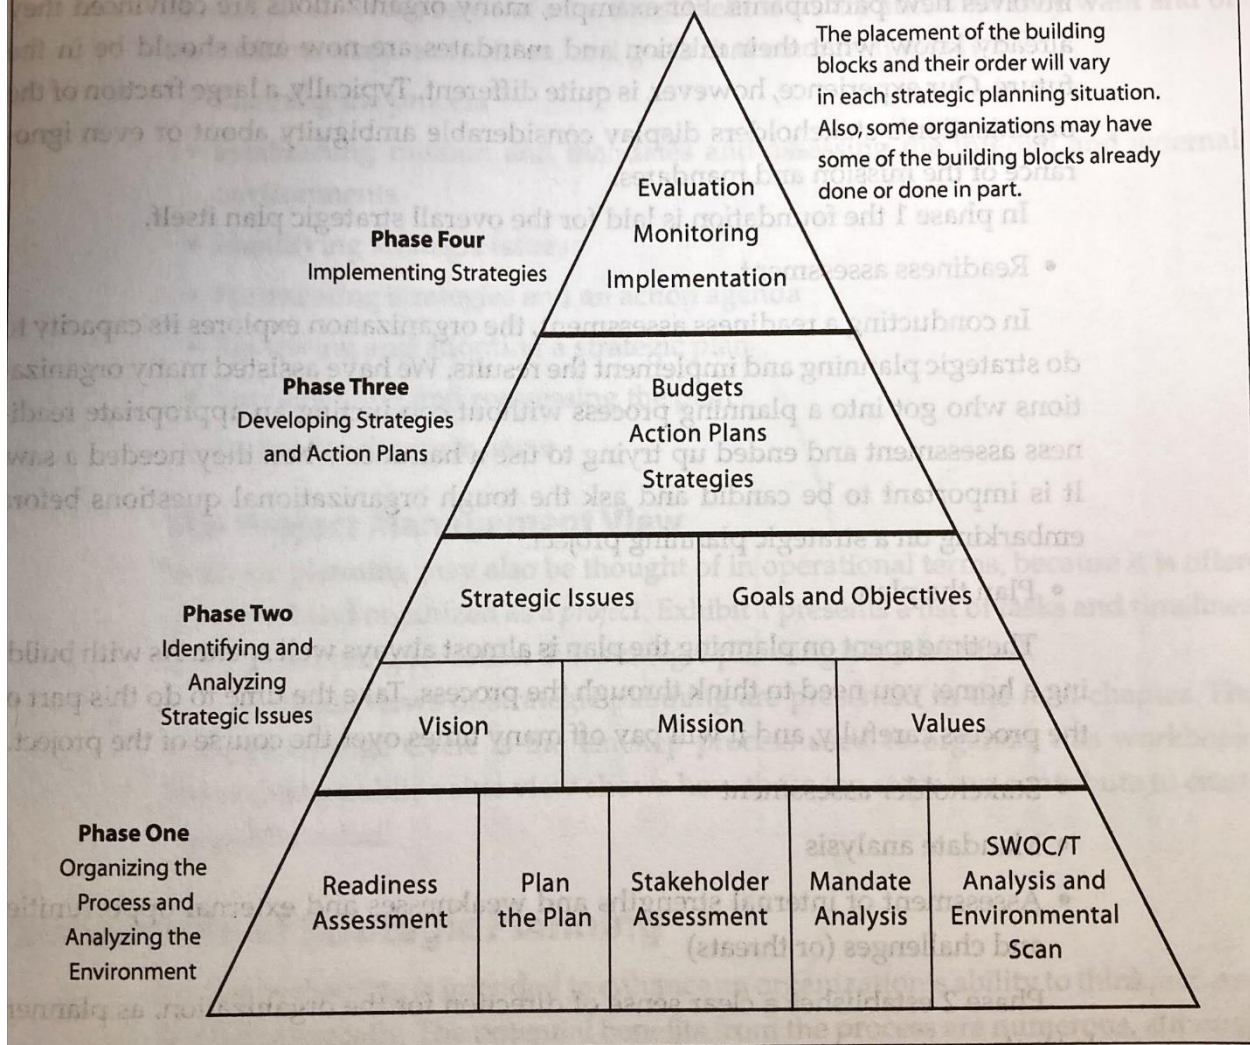 The placement of the building
blocks and their order will vary
in each strategic planning situation.
Also, some organizations may have
some of the building blocks already
done or done in part.
Evaluation
Monitoring
Implementation
Phase Four
Implementing Strategies
Budgets
Action Plans
Strategies
Phase Three
Developing Strategies
and Action Plans
Strategic Issues
Goals and Objectives
Vision
Mission
Values
Phase Two
Identifying and
Analyzing
Strategic Issues
Phase One
Organizing the
Process and
Analyzing the
Environment
Readiness
Assessment
Plan
the Plan
Stakeholder
Assessment
Mandate
Analysis
SWOC/T
Analysis and
Environmental
Scan